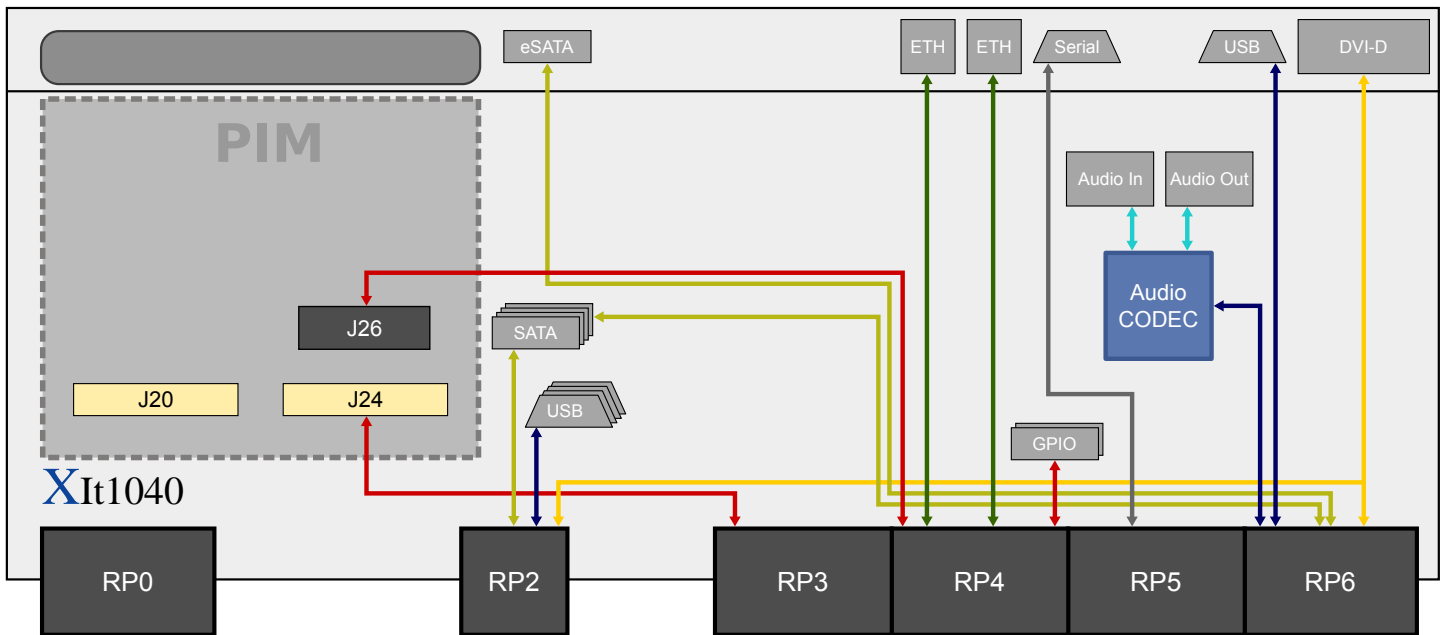 eSATA
ETH
ETH
Serial
USB
DVI-D
PIM
Audio In
Audio Out
Audio
CODEC
J26
SATA
J20
J24
USB
GPIO
XIt1040
RP0
RP2
RP3
RP4
RP5
RP6